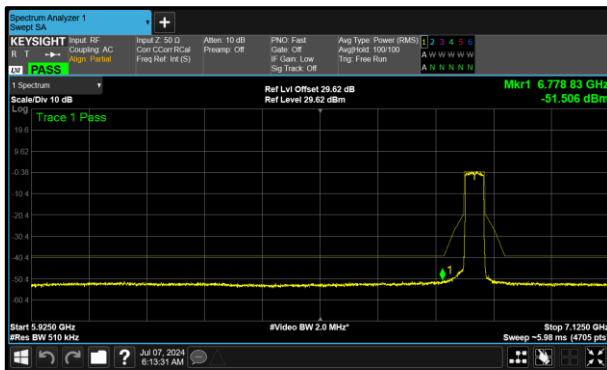 Spectrum Analyzer 1
Swept SA
+
KEYSIGHT
R T
LXI PASS
Input: RF
Coupling: AC
Align: Partial
Input Z: 50 Ω
Corr CCorr RCal
Freq Ref: Int (S)
Atten: 10 dB
Preamp: Off
PNO: Fast
Gate: Off
IF Gain: Low
Sig Track: Off
Avg Type: Power (RMS)
Avg|Hold: 100/100
Trig: Free Run
1 2 3 4 5 6
A W W W W W
A N N N N N
1 Spectrum
Scale/Div 10 dB
Ref Lvl Offset 29.62 dB
Ref Level 29.62 dBm
Mkr1 6.778 83 GHz
-51.506 dBm
Log
Trace 1 Pass
19.6
9.62
-0.38
-10.4
-20.4
-30.4
-40.4
-50.4
-60.4
1
Start 5.9250 GHz
#Res BW 510 kHz
#Video BW 2.0 MHz*
Stop 7.1250 GHz
Sweep ~5.98 ms (4705 pts)
?
Jul 07, 2024
6:13:31 AM